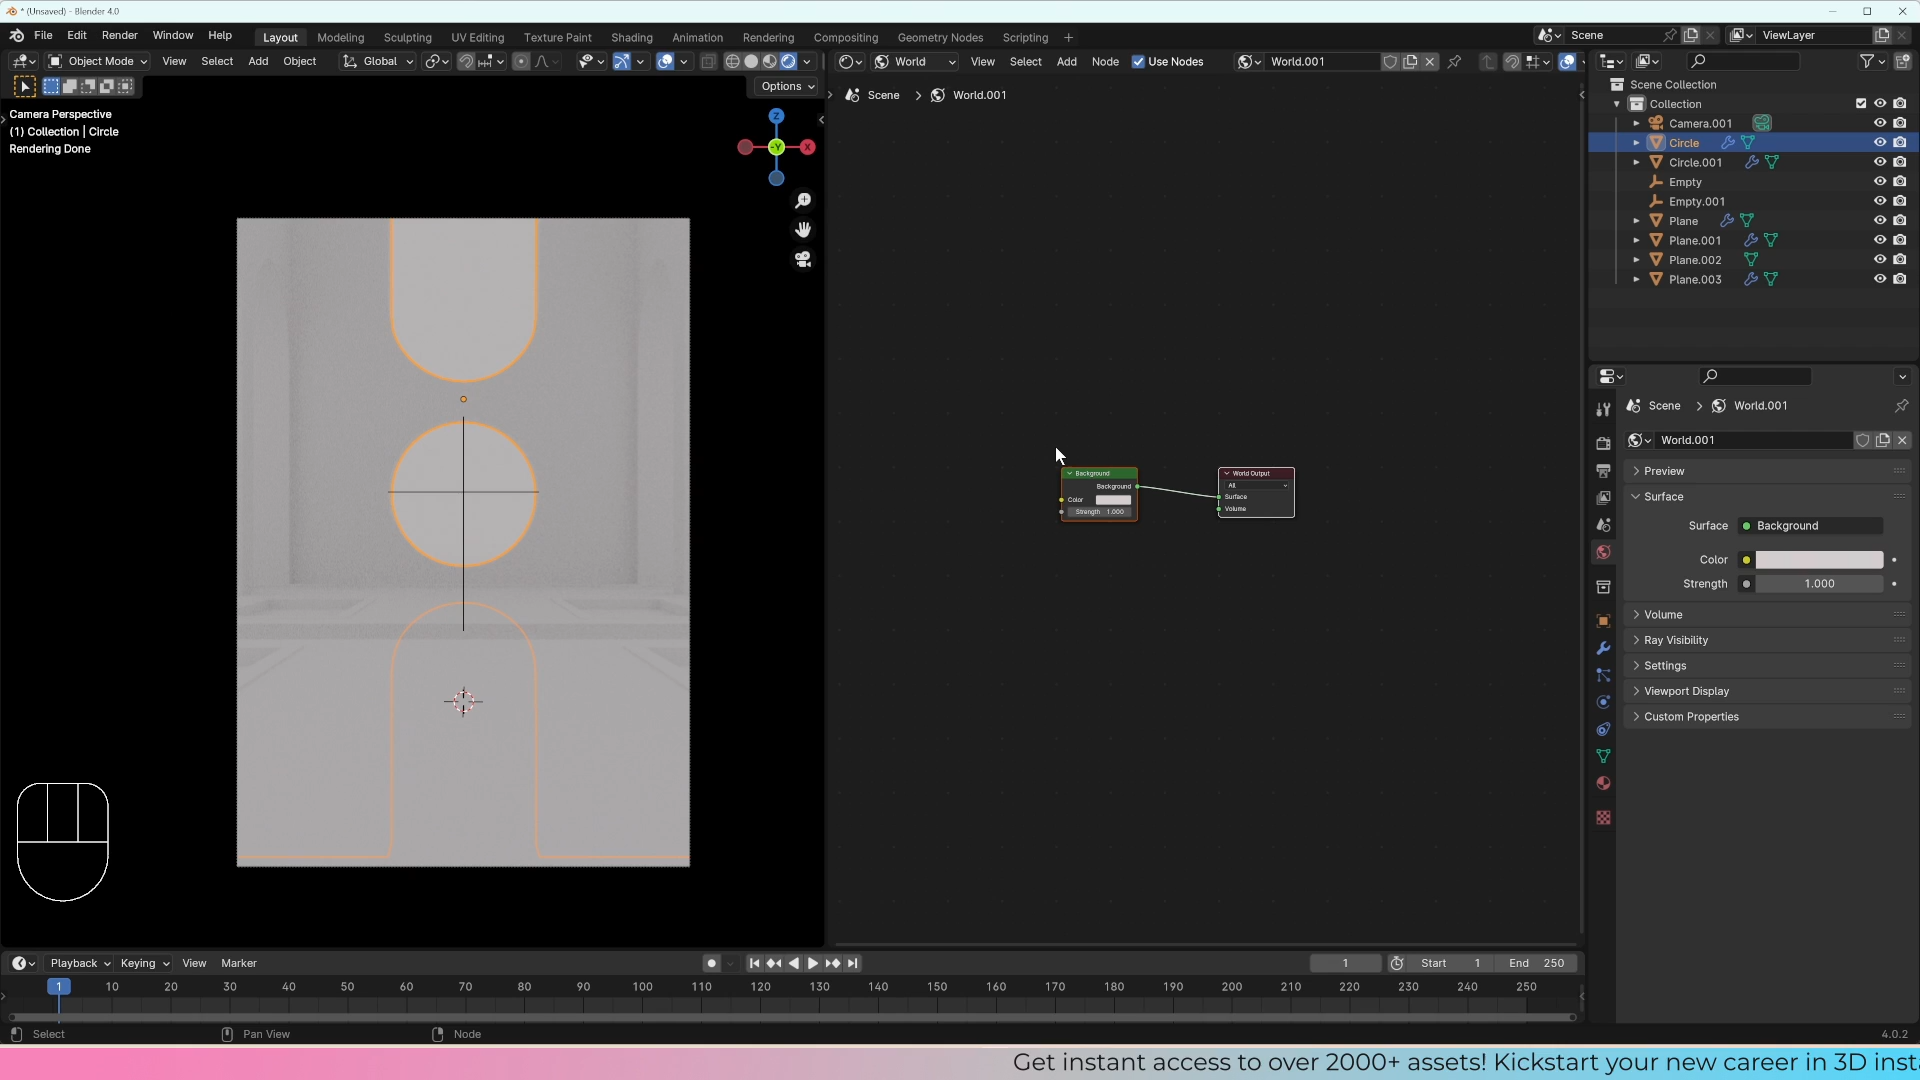 * (Unsaved) - Blender 4.0
File Edit Render Window Help Layout Modeling Sculpting UV Editing Texture Paint Shading Animation Rendering Compositing Geometry Nodes Scripting + Scene ViewLayer
Object Mode View Select Add Object Global World View Select Add Node Use Nodes World.001
Options
Scene > World.001
Camera Perspective
(1) Collection | Circle
Rendering Done
Z
-Y
X
Background
Background
Color
Strength 1.000
World Output
All
Surface
Volume
Scene Collection
Collection
Camera.001
Circle
Circle.001
Empty
Empty.001
Plane
Plane.001
Plane.002
Plane.003
Scene > World.001
World.001
Preview
Surface
Surface Background
Color
Strength 1.000
Volume
Ray Visibility
Settings
Viewport Display
Custom Properties
Playback Keying View Marker 1 Start 1 End 250
1 10 20 30 40 50 60 70 80 90 100 110 120 130 140 150 160 170 180 190 200 210 220 230 240 250
Select Pan View Node 4.0.2
Get instant access to over 2000+ assets! Kickstart your new career in 3D inst